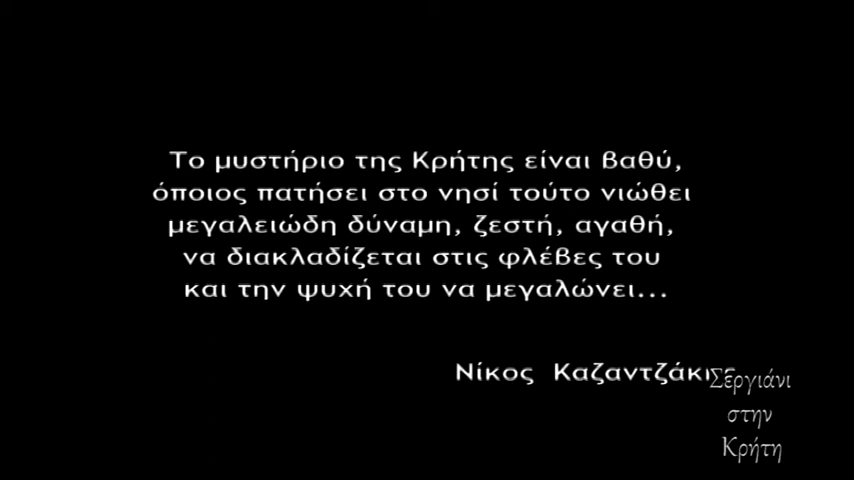 Το μυστήριο της Κρήτης είναι βαθύ,
όποιος πατήσει στο νησί τούτο νιώθει
μεγαλειώδη δύναμη, ζεστή, αγαθή,
να διακλαδίζεται στις φλέβες του
και την ψυχή του να μεγαλώνει...
Νίκος
Σεργιάνι
στην
Κρήτη